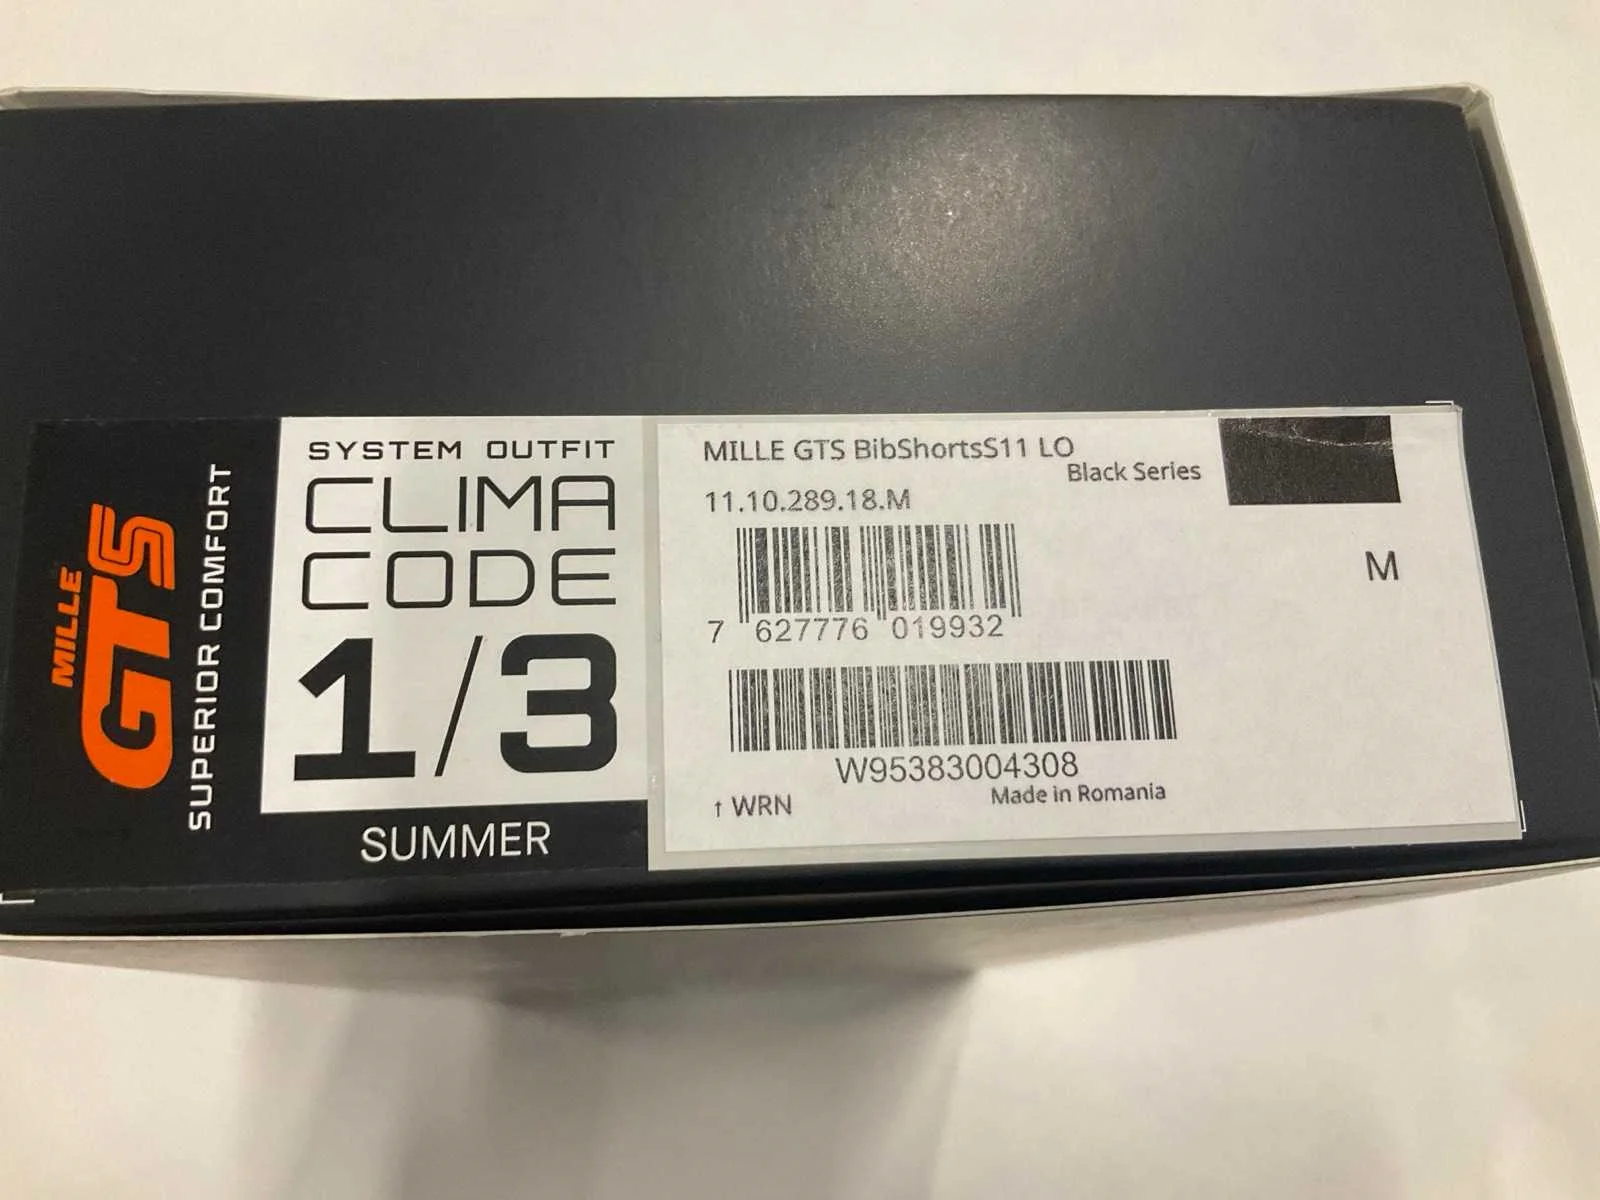 MILLE
GTS
SUPERIOR COMFORT
SYSTEM OUTFIT
CLIMA
CODE
1/3
SUMMER
MILLE GTS BibShortsS11 LO
Black Series
11.10.289.18.M
M
7 627776 019932
W95383004308
Made in Romania
↑ WRN